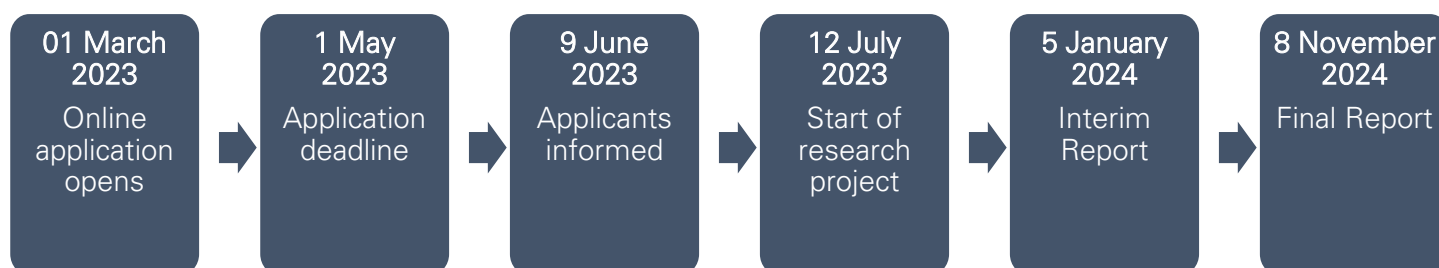 01 March
2023
Online
application
opens
1 May
2023
Application
deadline
9 June
2023
Applicants
informed
12 July
2023
Start of
research
project
5 January
2024
Interim
Report
8 November
2024
Final Report